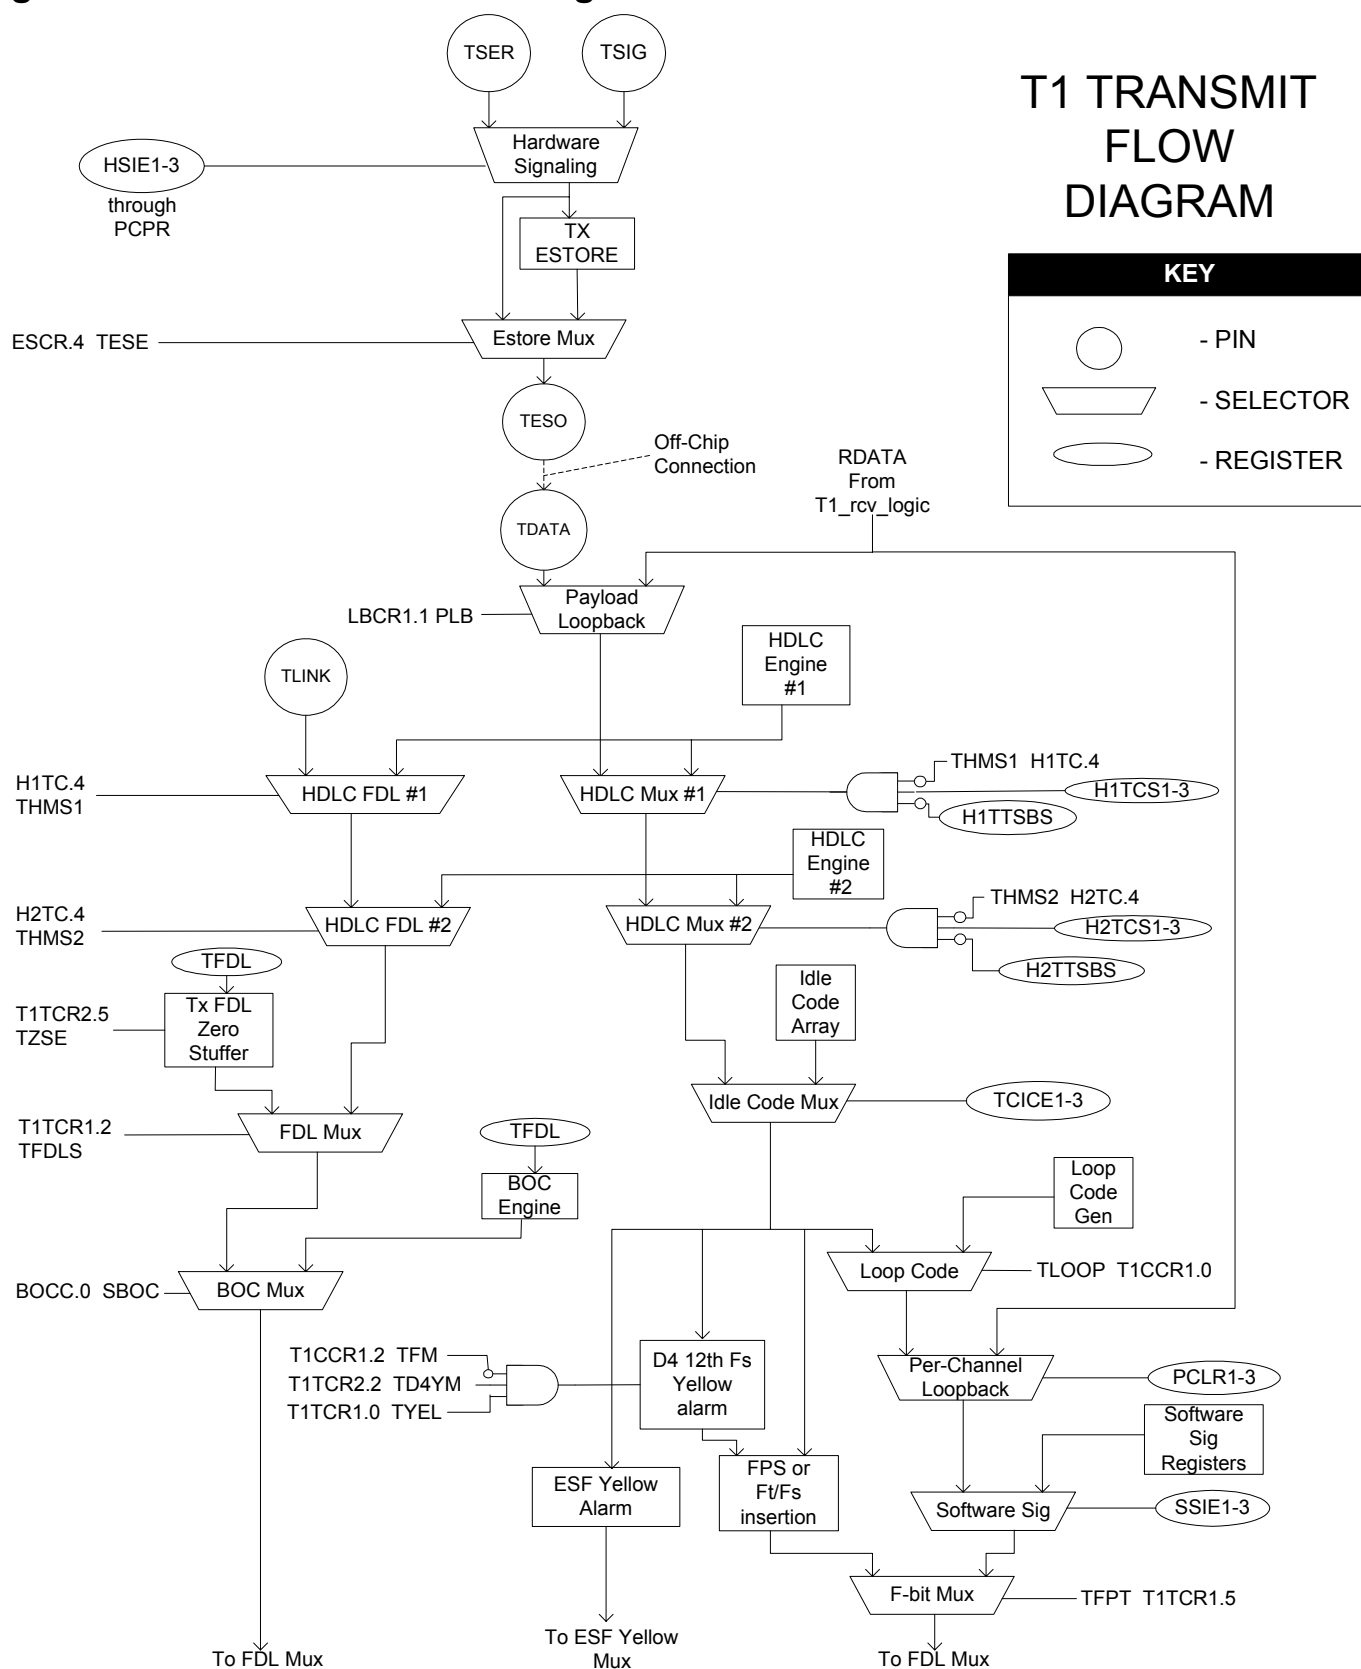 TSER
TSIG
T1 TRANSMIT
FLOW
DIAGRAM
Hardware
Signaling
HSIE1-3
through
PCPR
TX
ESTORE
KEY
- PIN
- SELECTOR
- REGISTER
ESCR.4  TESE
Estore Mux
TESO
Off-Chip
Connection
RDATA
From
T1_rcv_logic
TDATA
LBCR1.1 PLB
Payload
Loopback
TLINK
HDLC
Engine
#1
H1TC.4
THMS1
HDLC FDL #1
HDLC Mux #1
THMS1  H1TC.4
H1TCS1-3
H1TTSBS
HDLC
Engine
#2
H2TC.4
THMS2
HDLC FDL #2
HDLC Mux #2
THMS2  H2TC.4
H2TCS1-3
H2TTSBS
TFDL
T1TCR2.5
TZSE
Tx FDL
Zero
Stuffer
Idle
Code
Array
Idle Code Mux
TCICE1-3
T1TCR1.2
TFDLS
FDL Mux
TFDL
BOC
Engine
Loop
Code
Gen
BOCC.0  SBOC
BOC Mux
Loop Code
TLOOP  T1CCR1.0
T1CCR1.2  TFM
T1TCR2.2  TD4YM
T1TCR1.0  TYEL
D4 12th Fs
Yellow
alarm
Per-Channel
Loopback
PCLR1-3
Software
Sig
Registers
ESF Yellow
Alarm
FPS or
Ft/Fs
insertion
Software Sig
SSIE1-3
F-bit Mux
TFPT  T1TCR1.5
To FDL Mux
To ESF Yellow
Mux
To FDL Mux